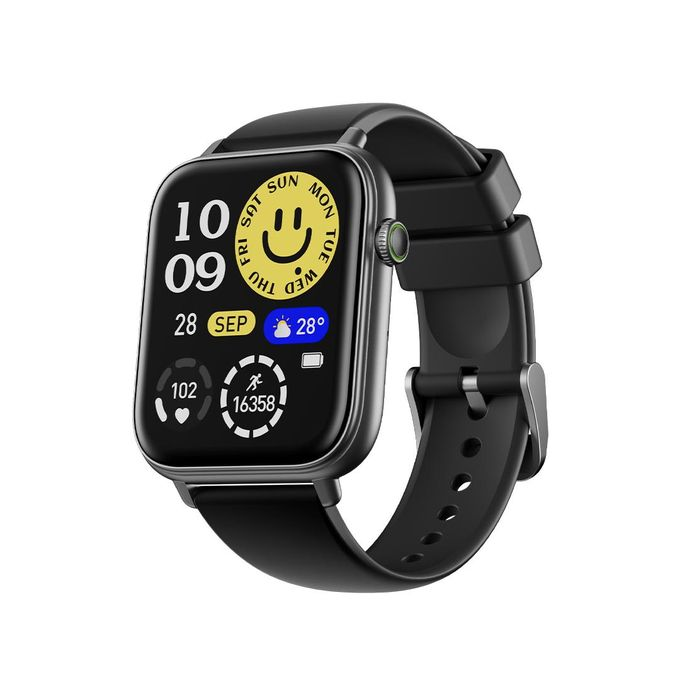 10
09
SAT SUN MON TUE WED THU FRI
28 SEP 28°
102
16358